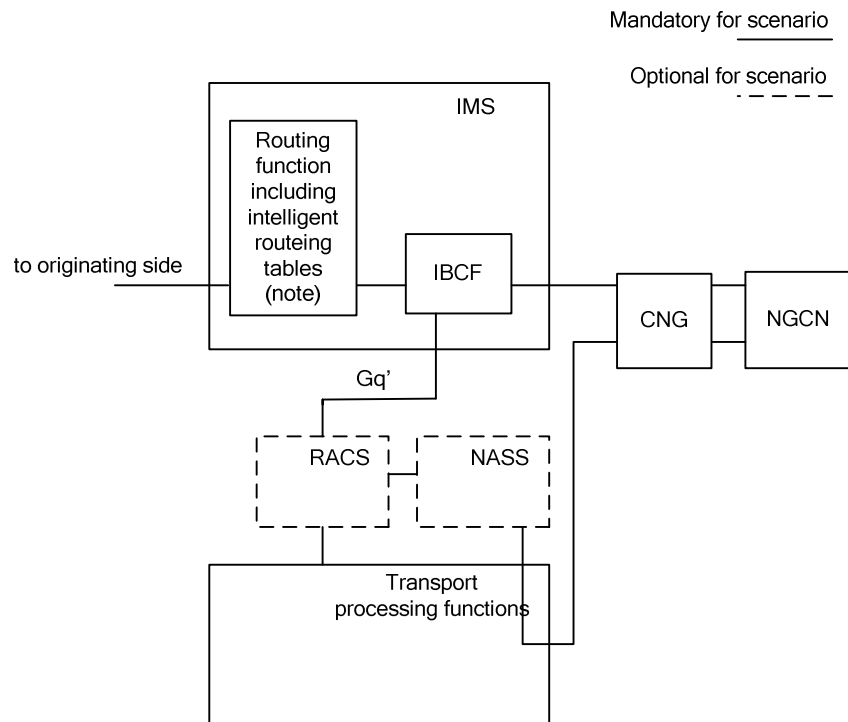 Mandatory for scenario
Optional for scenario
IMS
Routing
function
including
intelligent
routeing
tables
(note)
to originating side
IBCF
CNG
NGCN
Gq'
RACS
NASS
Transport
processing functions